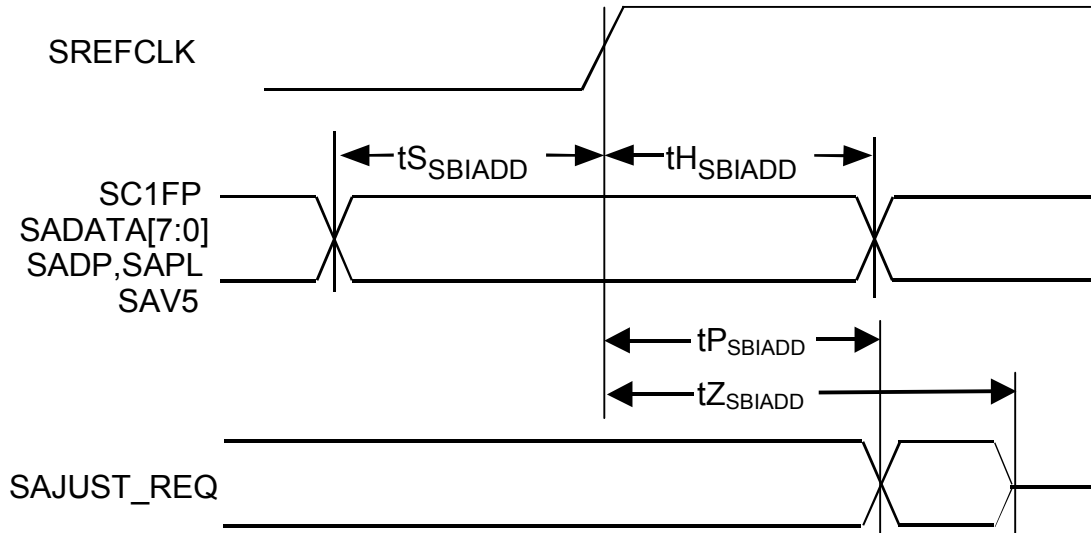 SREFCLK
tSSBIADD
tHSBIADD
SC1FP
SADATA[7:0]
SADP,SAPL
SAV5
tPSBIADD
tZSBIADD
SAJUST_REQ